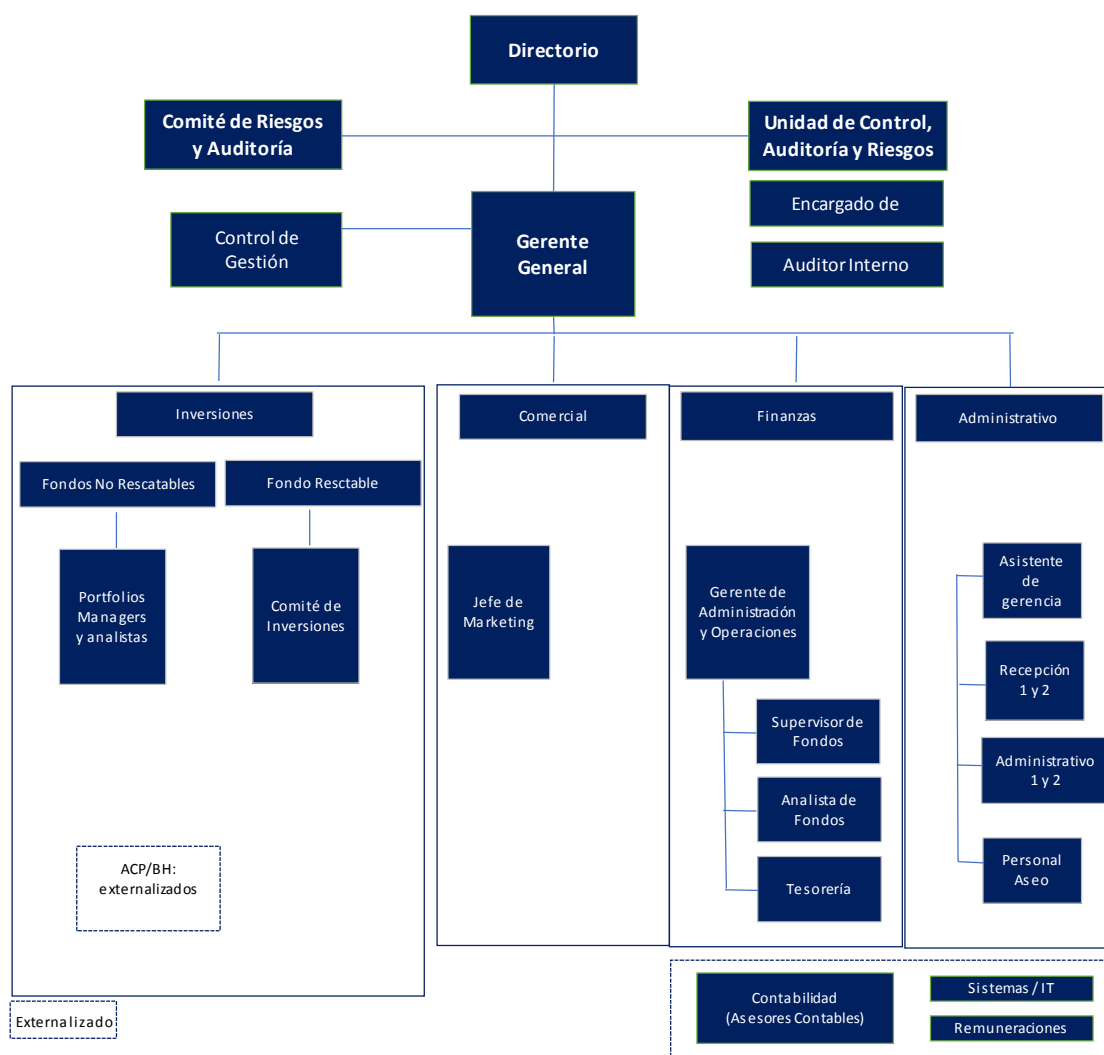 Directorio
Comité de Riesgos
y Auditoría
Unidad de Control,
Auditoría y Riesgos
Encargado de
Control de
Gestión
Gerente
General
Auditor Interno
Inversiones
Comercial
Finanzas
Administrativo
Fondos No Rescatables
Fondo Resctable
Portfolios
Managers
y analistas
Comité de
Inversiones
Jefe de
Marketing
Gerente de
Administración
y Operaciones
Asistente
de
gerencia
Recepción
1 y 2
Supervisor de
Fondos
Administrativo
1 y 2
Analista de
Fondos
Personal
Aseo
Tesorería
ACP/BH:
externalizados
Contabilidad
(Asesores Contables)
Sistemas / IT
Remuneraciones
Externalizado